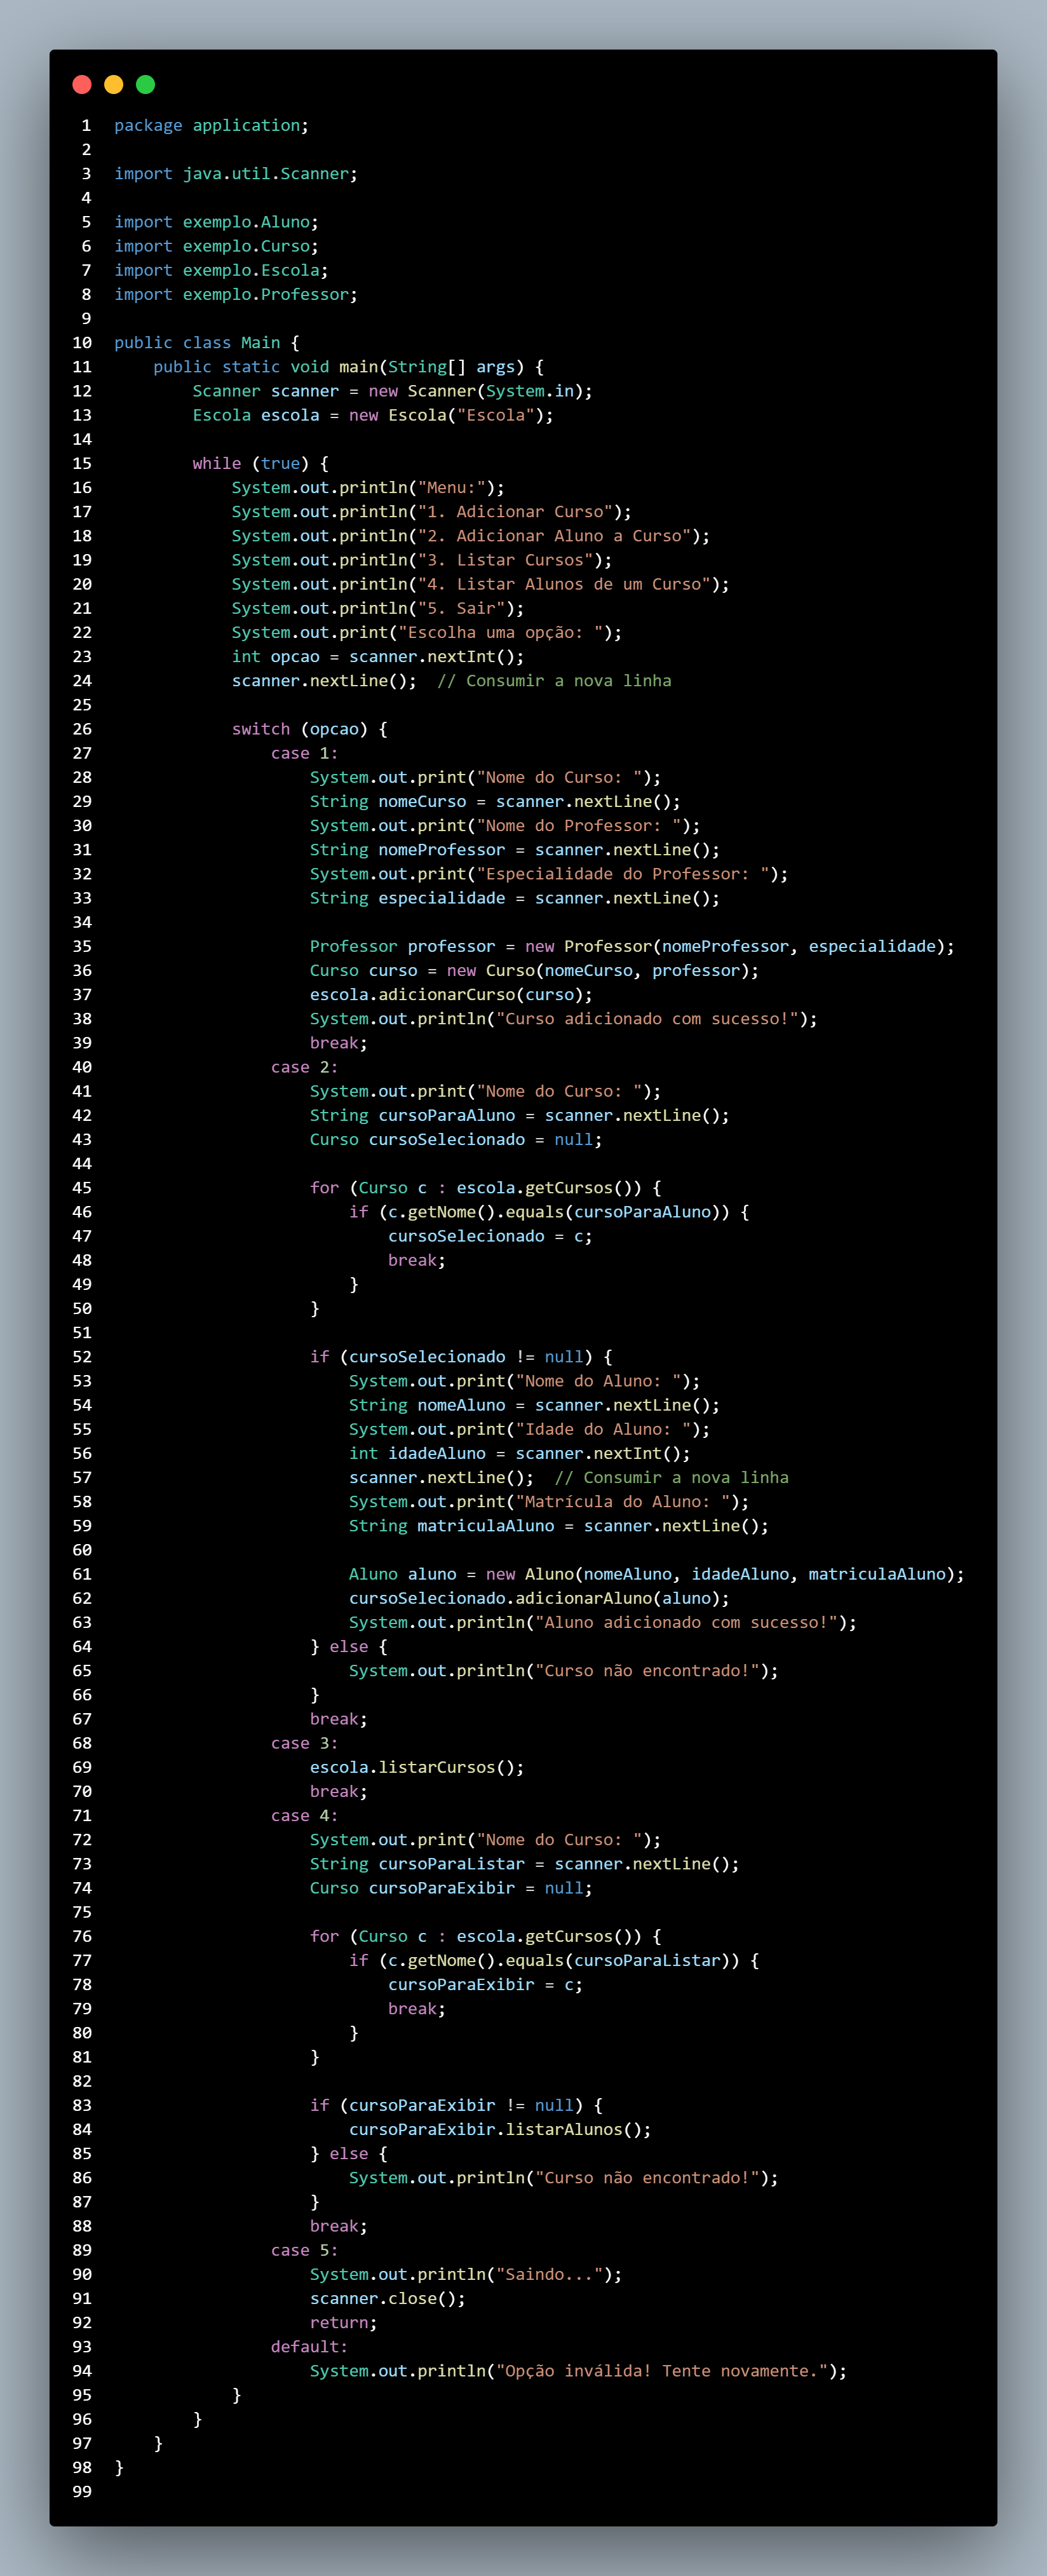 1 package application;
2
3 import java.util.Scanner;
4
5 import exemplo.Aluno;
6 import exemplo.Curso;
7 import exemplo.Escola;
8 import exemplo.Professor;
9
10 public class Main {
11     public static void main(String[] args) {
12         Scanner scanner = new Scanner(System.in);
13         Escola escola = new Escola("Escola");
14
15         while (true) {
16             System.out.println("Menu:");
17             System.out.println("1. Adicionar Curso");
18             System.out.println("2. Adicionar Aluno a Curso");
19             System.out.println("3. Listar Cursos");
20             System.out.println("4. Listar Alunos de um Curso");
21             System.out.println("5. Sair");
22             System.out.print("Escolha uma opção: ");
23             int opcao = scanner.nextInt();
24             scanner.nextLine();  // Consumir a nova linha
25
26             switch (opcao) {
27                 case 1:
28                     System.out.print("Nome do Curso: ");
29                     String nomeCurso = scanner.nextLine();
30                     System.out.print("Nome do Professor: ");
31                     String nomeProfessor = scanner.nextLine();
32                     System.out.print("Especialidade do Professor: ");
33                     String especialidade = scanner.nextLine();
34
35                     Professor professor = new Professor(nomeProfessor, especialidade);
36                     Curso curso = new Curso(nomeCurso, professor);
37                     escola.adicionarCurso(curso);
38                     System.out.println("Curso adicionado com sucesso!");
39                     break;
40                 case 2:
41                     System.out.print("Nome do Curso: ");
42                     String cursoParaAluno = scanner.nextLine();
43                     Curso cursoSelecionado = null;
44
45                     for (Curso c : escola.getCursos()) {
46                         if (c.getNome().equals(cursoParaAluno)) {
47                             cursoSelecionado = c;
48                             break;
49                         }
50                     }
51
52                     if (cursoSelecionado != null) {
53                         System.out.print("Nome do Aluno: ");
54                         String nomeAluno = scanner.nextLine();
55                         System.out.print("Idade do Aluno: ");
56                         int idadeAluno = scanner.nextInt();
57                         scanner.nextLine();  // Consumir a nova linha
58                         System.out.print("Matrícula do Aluno: ");
59                         String matriculaAluno = scanner.nextLine();
60
61                         Aluno aluno = new Aluno(nomeAluno, idadeAluno, matriculaAluno);
62                         cursoSelecionado.adicionarAluno(aluno);
63                         System.out.println("Aluno adicionado com sucesso!");
64                     } else {
65                         System.out.println("Curso não encontrado!");
66                     }
67                     break;
68                 case 3:
69                     escola.listarCursos();
70                     break;
71                 case 4:
72                     System.out.print("Nome do Curso: ");
73                     String cursoParaListar = scanner.nextLine();
74                     Curso cursoParaExibir = null;
75
76                     for (Curso c : escola.getCursos()) {
77                         if (c.getNome().equals(cursoParaListar)) {
78                             cursoParaExibir = c;
79                             break;
80                         }
81                     }
82
83                     if (cursoParaExibir != null) {
84                         cursoParaExibir.listarAlunos();
85                     } else {
86                         System.out.println("Curso não encontrado!");
87                     }
88                     break;
89                 case 5:
90                     System.out.println("Saindo...");
91                     scanner.close();
92                     return;
93                 default:
94                     System.out.println("Opção inválida! Tente novamente.");
95             }
96         }
97     }
98 }
99